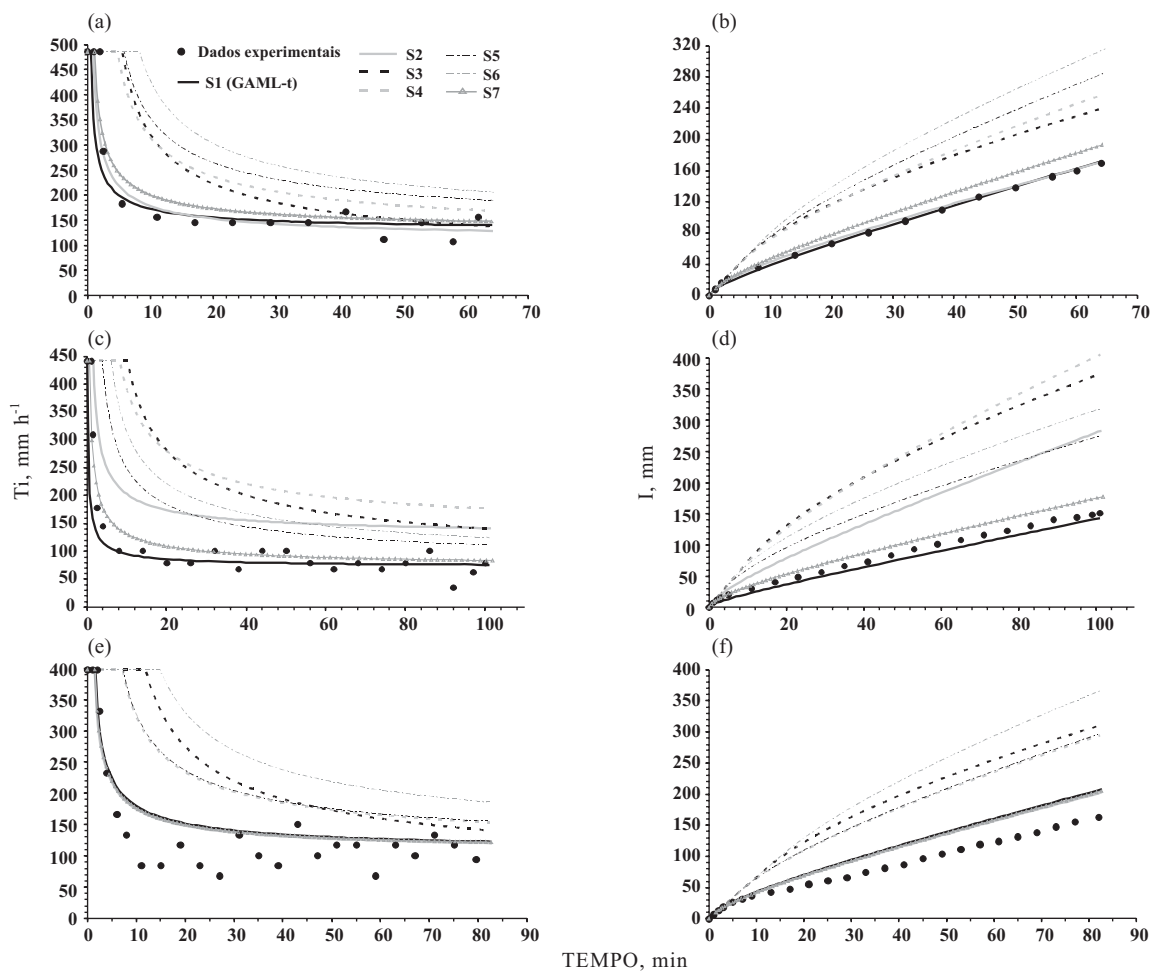 (a)
500
450
400
350
300
250
200
150
100
50
0
0 10 20 30 40 50 60 70
Dados experimentais
S1 (GAML-t)
S2
S3
S4
S5
S6
S7
(b)
320
280
240
200
160
120
80
40
0
0 10 20 30 40 50 60 70
(c)
450
400
350
300
250
200
150
100
50
0
0 20 40 60 80 100
Ti, mm h-1
(d)
400
350
300
250
200
150
100
50
0
0 20 40 60 80 100
I, mm
(e)
400
350
300
250
200
150
100
50
0
0 10 20 30 40 50 60 70 80 90
(f)
400
350
300
250
200
150
100
50
0
0 10 20 30 40 50 60 70 80 90
TEMPO, min